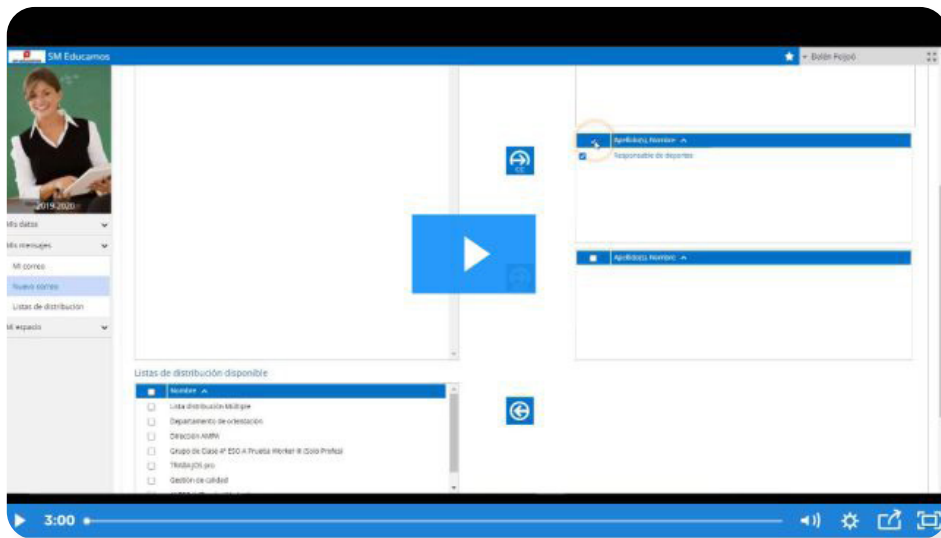 SM Educamos
Belén Feijoó
Apellido(s), Nombre
Responsable de deportes
2019-2020
Mis datos
Mis mensajes
Mi correo
Nuevo correo
Listas de distribución
Mi espacio
CC
Apellido(s), Nombre
Listas de distribución disponible
Nombre
Lista distribución Múltiple
Departamento de orientación
Dirección AMPA
Grupo de Clase 4º ESO A Prueba Worker III (Solo Profes)
TRABAJOS pro
Gestión de calidad
3:00